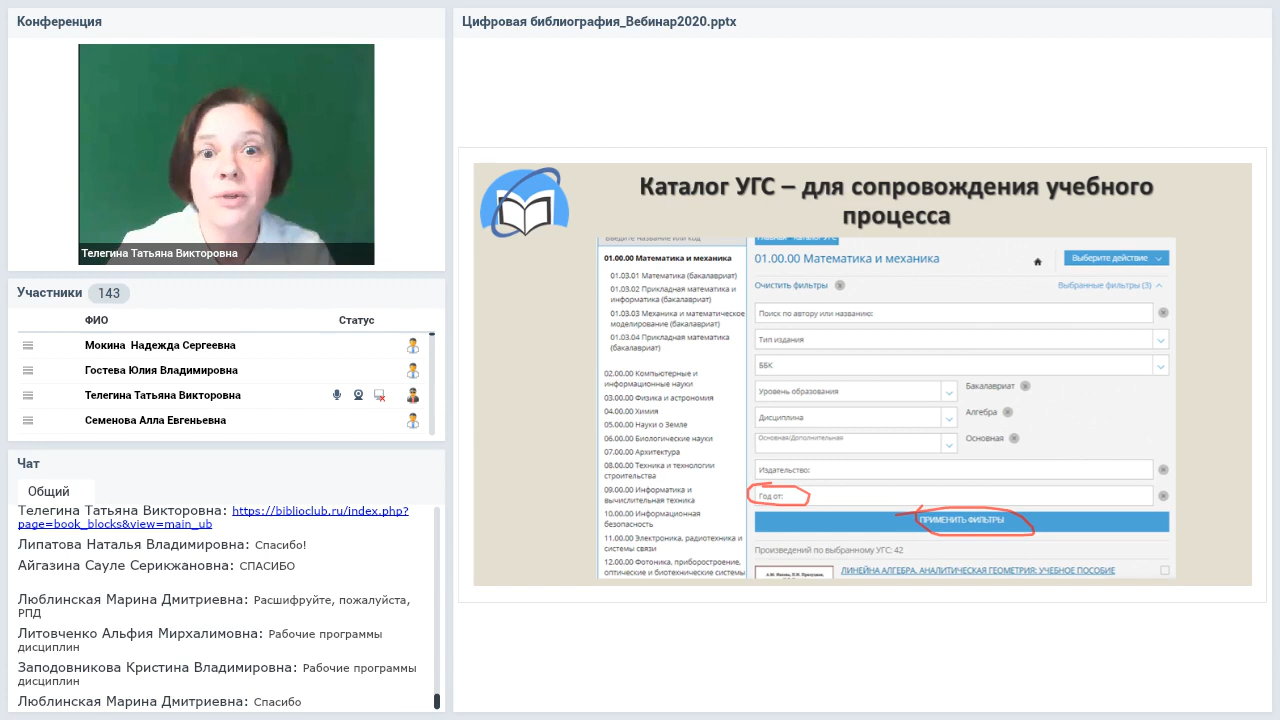 Конференция
Телегина Татьяна Викторовна
Участники 143
ФИО Статус
Мокина Надежда Сергеевна
Гостева Юлия Владимировна
Телегина Татьяна Викторовна
Семенова Алла Евгеньевна
Чат
Общий
Телегина Татьяна Викторовна: https://biblioclub.ru/index.php?
page=book_blocks&view=main_ub
Липатова Наталья Владимировна: Спасибо!
Айгазина Сауле Серикжановна: СПАСИБО
Люблинская Марина Дмитриевна: Расшифруйте, пожалуйста,
РПД
Литовченко Альфия Мирхалимовна: Рабочие программы
дисциплин
Заподовникова Кристина Владимировна: Рабочие программы
дисциплин
Люблинская Марина Дмитриевна: Спасибо
Цифровая библиография_Вебинар2020.pptx
Каталог УГС – для сопровождения учебного
процесса
01.00.00 Математика и механика
01.03.01 Математика (бакалавриат)
01.03.02 Прикладная математика и
информатика (бакалавриат)
01.03.03 Механика и математическое
моделирование (бакалавриат)
01.03.04 Прикладная математика
(бакалавриат)
02.00.00 Компьютерные и
информационные науки
03.00.00 Физика и астрономия
04.00.00 Химия
05.00.00 Науки о Земле
06.00.00 Биологические науки
07.00.00 Архитектура
08.00.00 Техника и технологии
строительства
09.00.00 Информатика и
вычислительная техника
10.00.00 Информационная
безопасность
11.00.00 Электроника, радиотехника и
системы связи
12.00.00 Фотоника, приборостроение,
оптические и биотехнические системы
01.00.00 Математика и механика
Выберите действие
Очистить фильтры
Выбранные фильтры (3)
Поиск по автору или названию:
Тип издания
ББК
Уровень образования Бакалавриат
Дисциплина Алгебра
Основная/Дополнительная Основная
Издательство:
Год от:
ПРИМЕНИТЬ ФИЛЬТРЫ
Произведений по выбранному УГС: 42
ЛИНЕЙНА АЛГЕБРА, АНАЛИТИЧЕСКАЯ ГЕОМЕТРИЯ: УЧЕБНОЕ ПОСОБИЕ